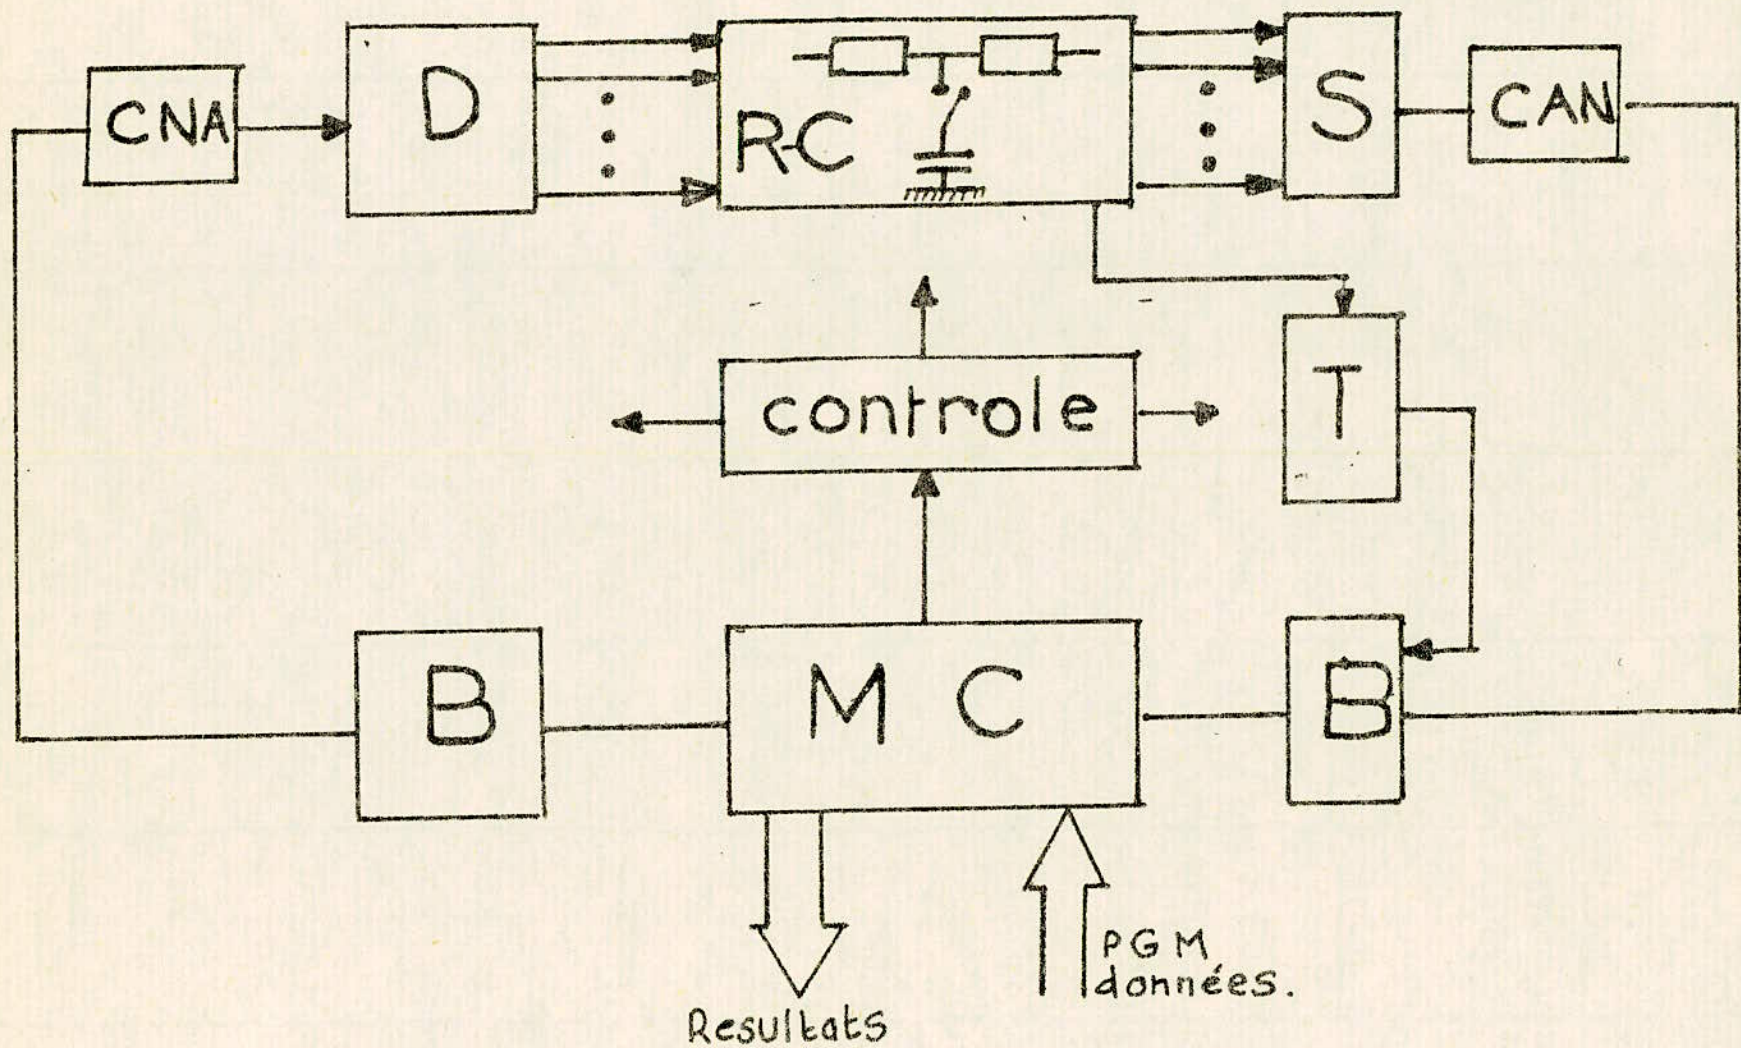 CNA
D
R-C
S
CAN
controle
T
B
M C
B
PGM
données.
Resultats